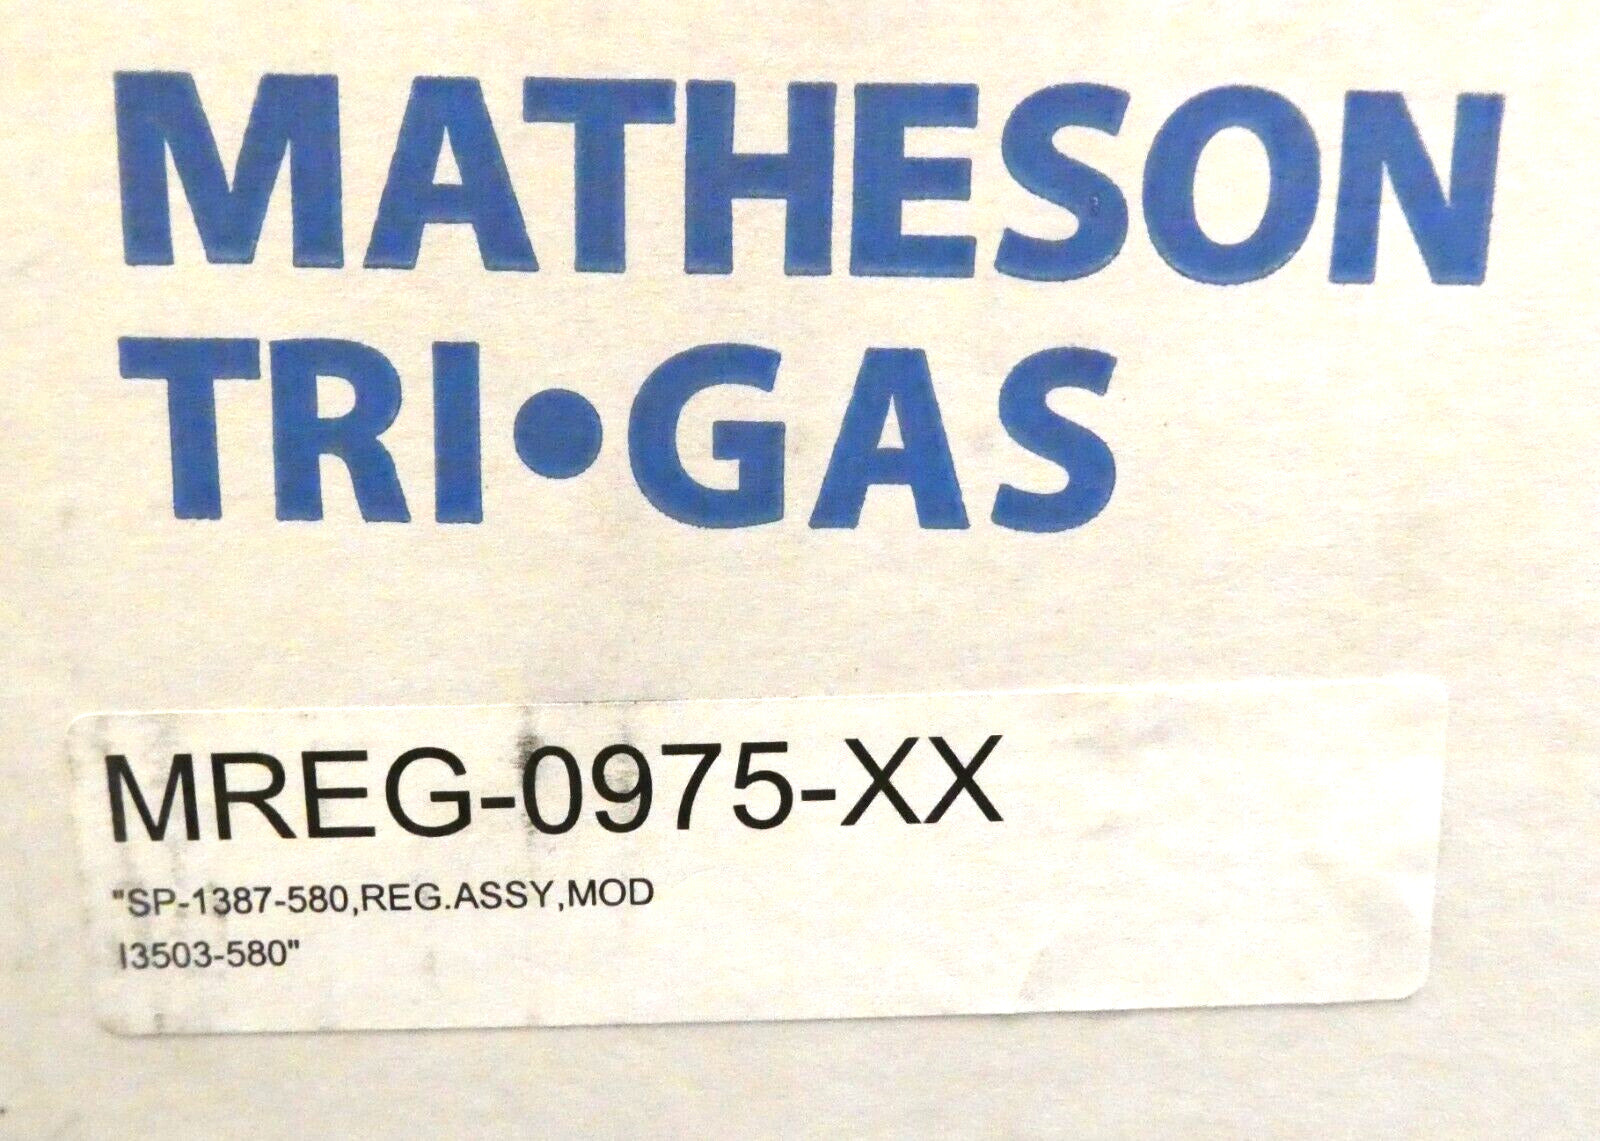 MATHESON
TRI•GAS
MREG-0975-XX
"SP-1387-580,REG.ASSY,MOD
I3503-580"